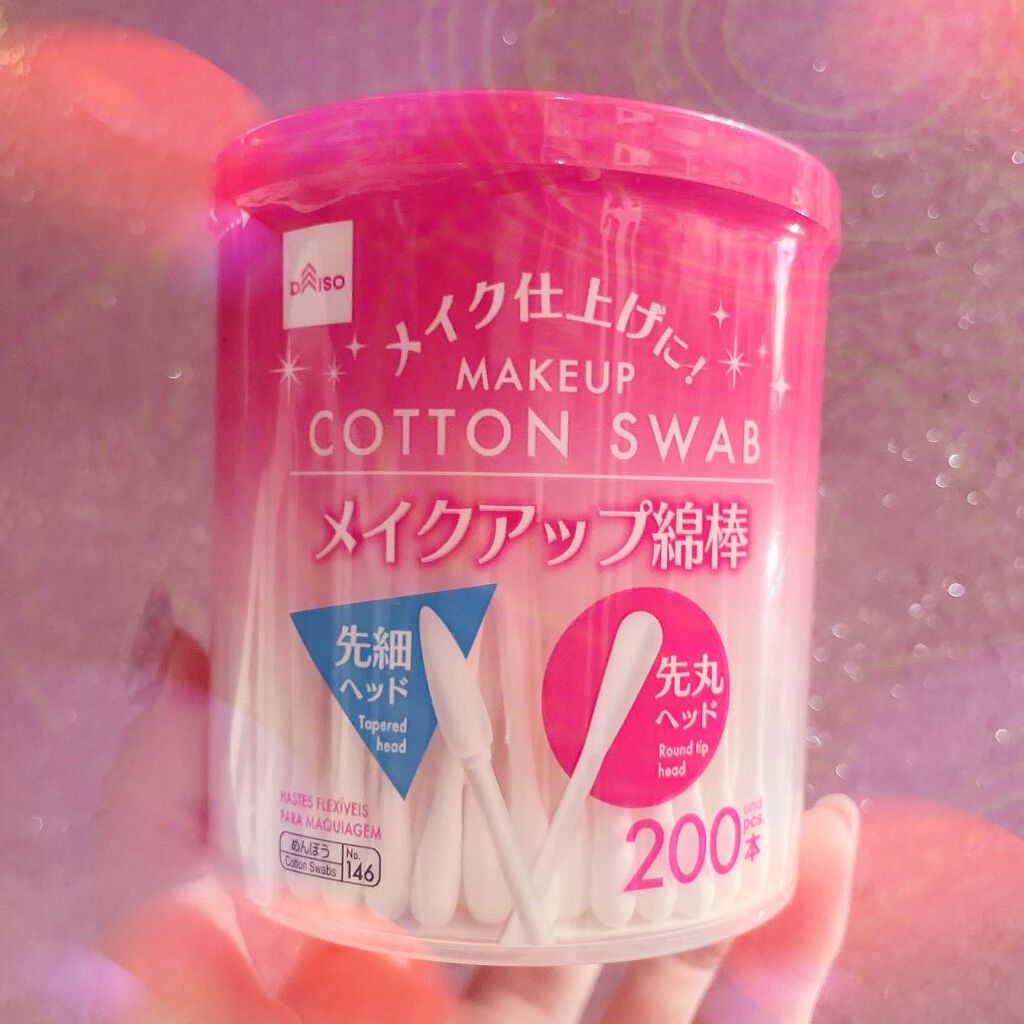 DAISO
メイク仕上げに!
MAKEUP
COTTON SWAB
メイクアップ綿棒
先細
ヘッド
Tapered
head
先丸
ヘッド
Round tip
head
HASTES FLEXÍVEIS
PARA MAQUIAGEM
めんぼう
Cotton Swabs
No.
146
200
unid
pcs.
本